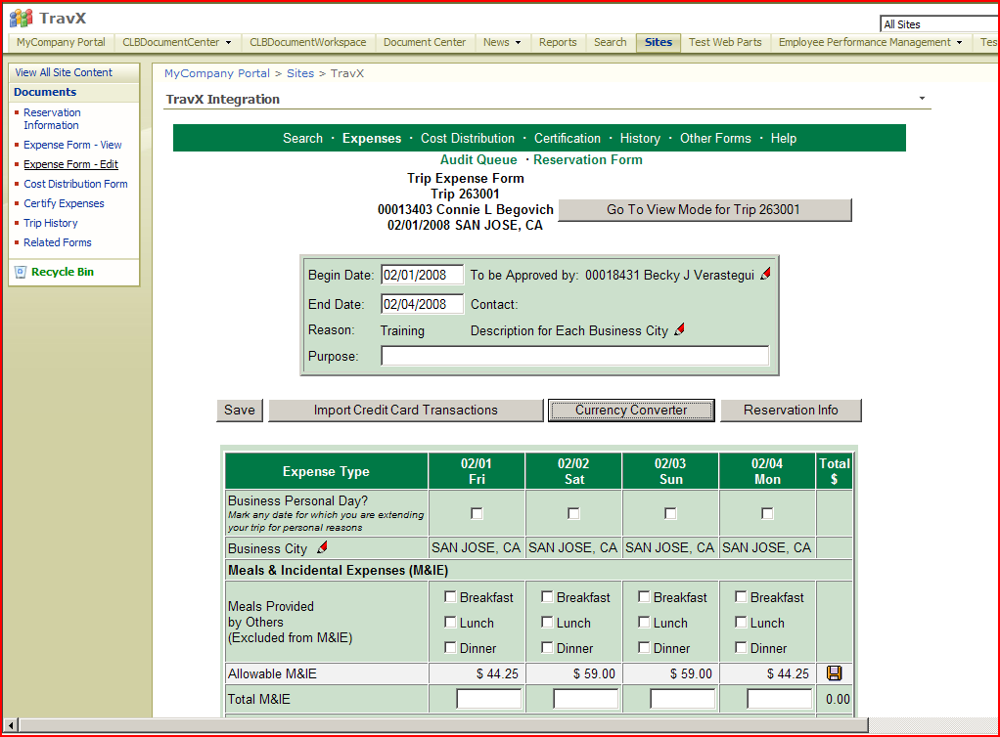 TravX
All Sites
MyCompany Portal CLBDocumentCenter CLBDocumentWorkspace Document Center News Reports Search Sites Test Web Parts Employee Performance Management
View All Site Content
Documents
Reservation
Information
Expense Form - View
Expense Form - Edit
Cost Distribution Form
Certify Expenses
Trip History
Related Forms
Recycle Bin
MyCompany Portal > Sites > TravX
TravX Integration
Search · Expenses · Cost Distribution · Certification · History · Other Forms · Help
Audit Queue · Reservation Form
Trip Expense Form
Trip 263001
00013403 Connie L Begovich
02/01/2008 SAN JOSE, CA
Go To View Mode for Trip 263001
Begin Date: 02/01/2008 To be Approved by: 00018431 Becky J Verastegui
End Date: 02/04/2008 Contact:
Reason: Training Description for Each Business City
Purpose:
Save Import Credit Card Transactions Currency Converter Reservation Info
Expense Type 02/01 Fri 02/02 Sat 02/03 Sun 02/04 Mon Total $
Business Personal Day?
Mark any date for which you are extending
your trip for personal reasons
Business City SAN JOSE, CA SAN JOSE, CA SAN JOSE, CA SAN JOSE, CA
Meals & Incidental Expenses (M&IE)
Meals Provided
by Others
(Excluded from M&IE)
Breakfast Breakfast Breakfast Breakfast
Lunch Lunch Lunch Lunch
Dinner Dinner Dinner Dinner
Allowable M&IE $ 44.25 $ 59.00 $ 59.00 $ 44.25
Total M&IE 0.00